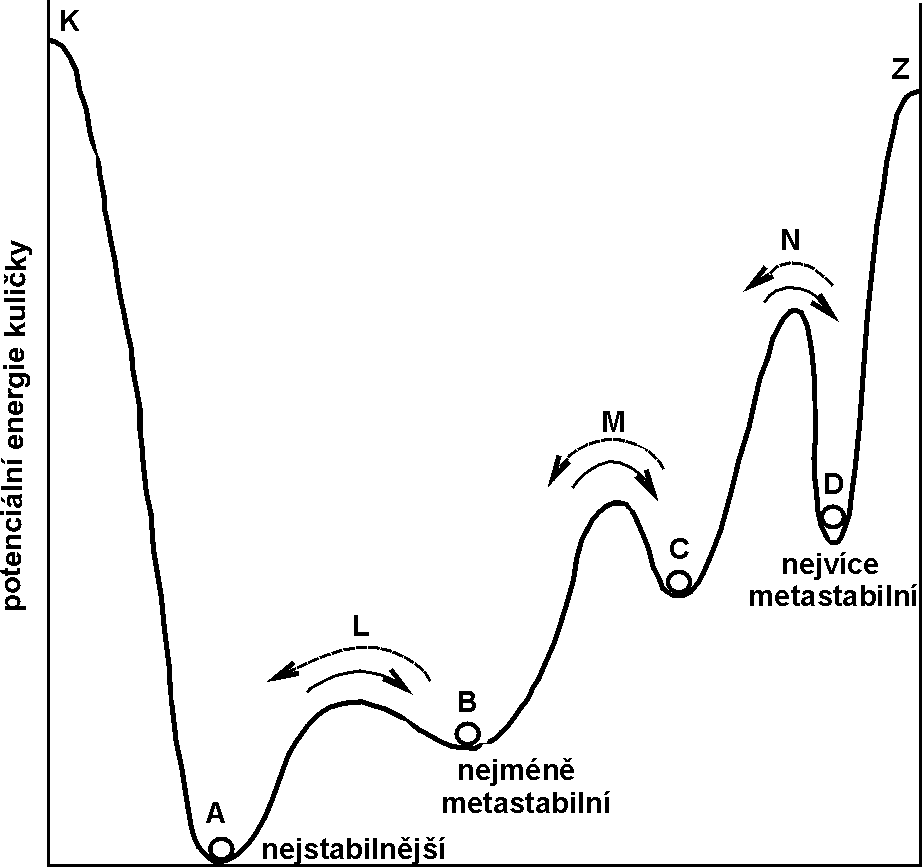 K
Z
N
potenciální energie kuličky
M
D
C
nejvíce
metastabilní
L
B
nejméně
metastabilní
A
nejstabilnější